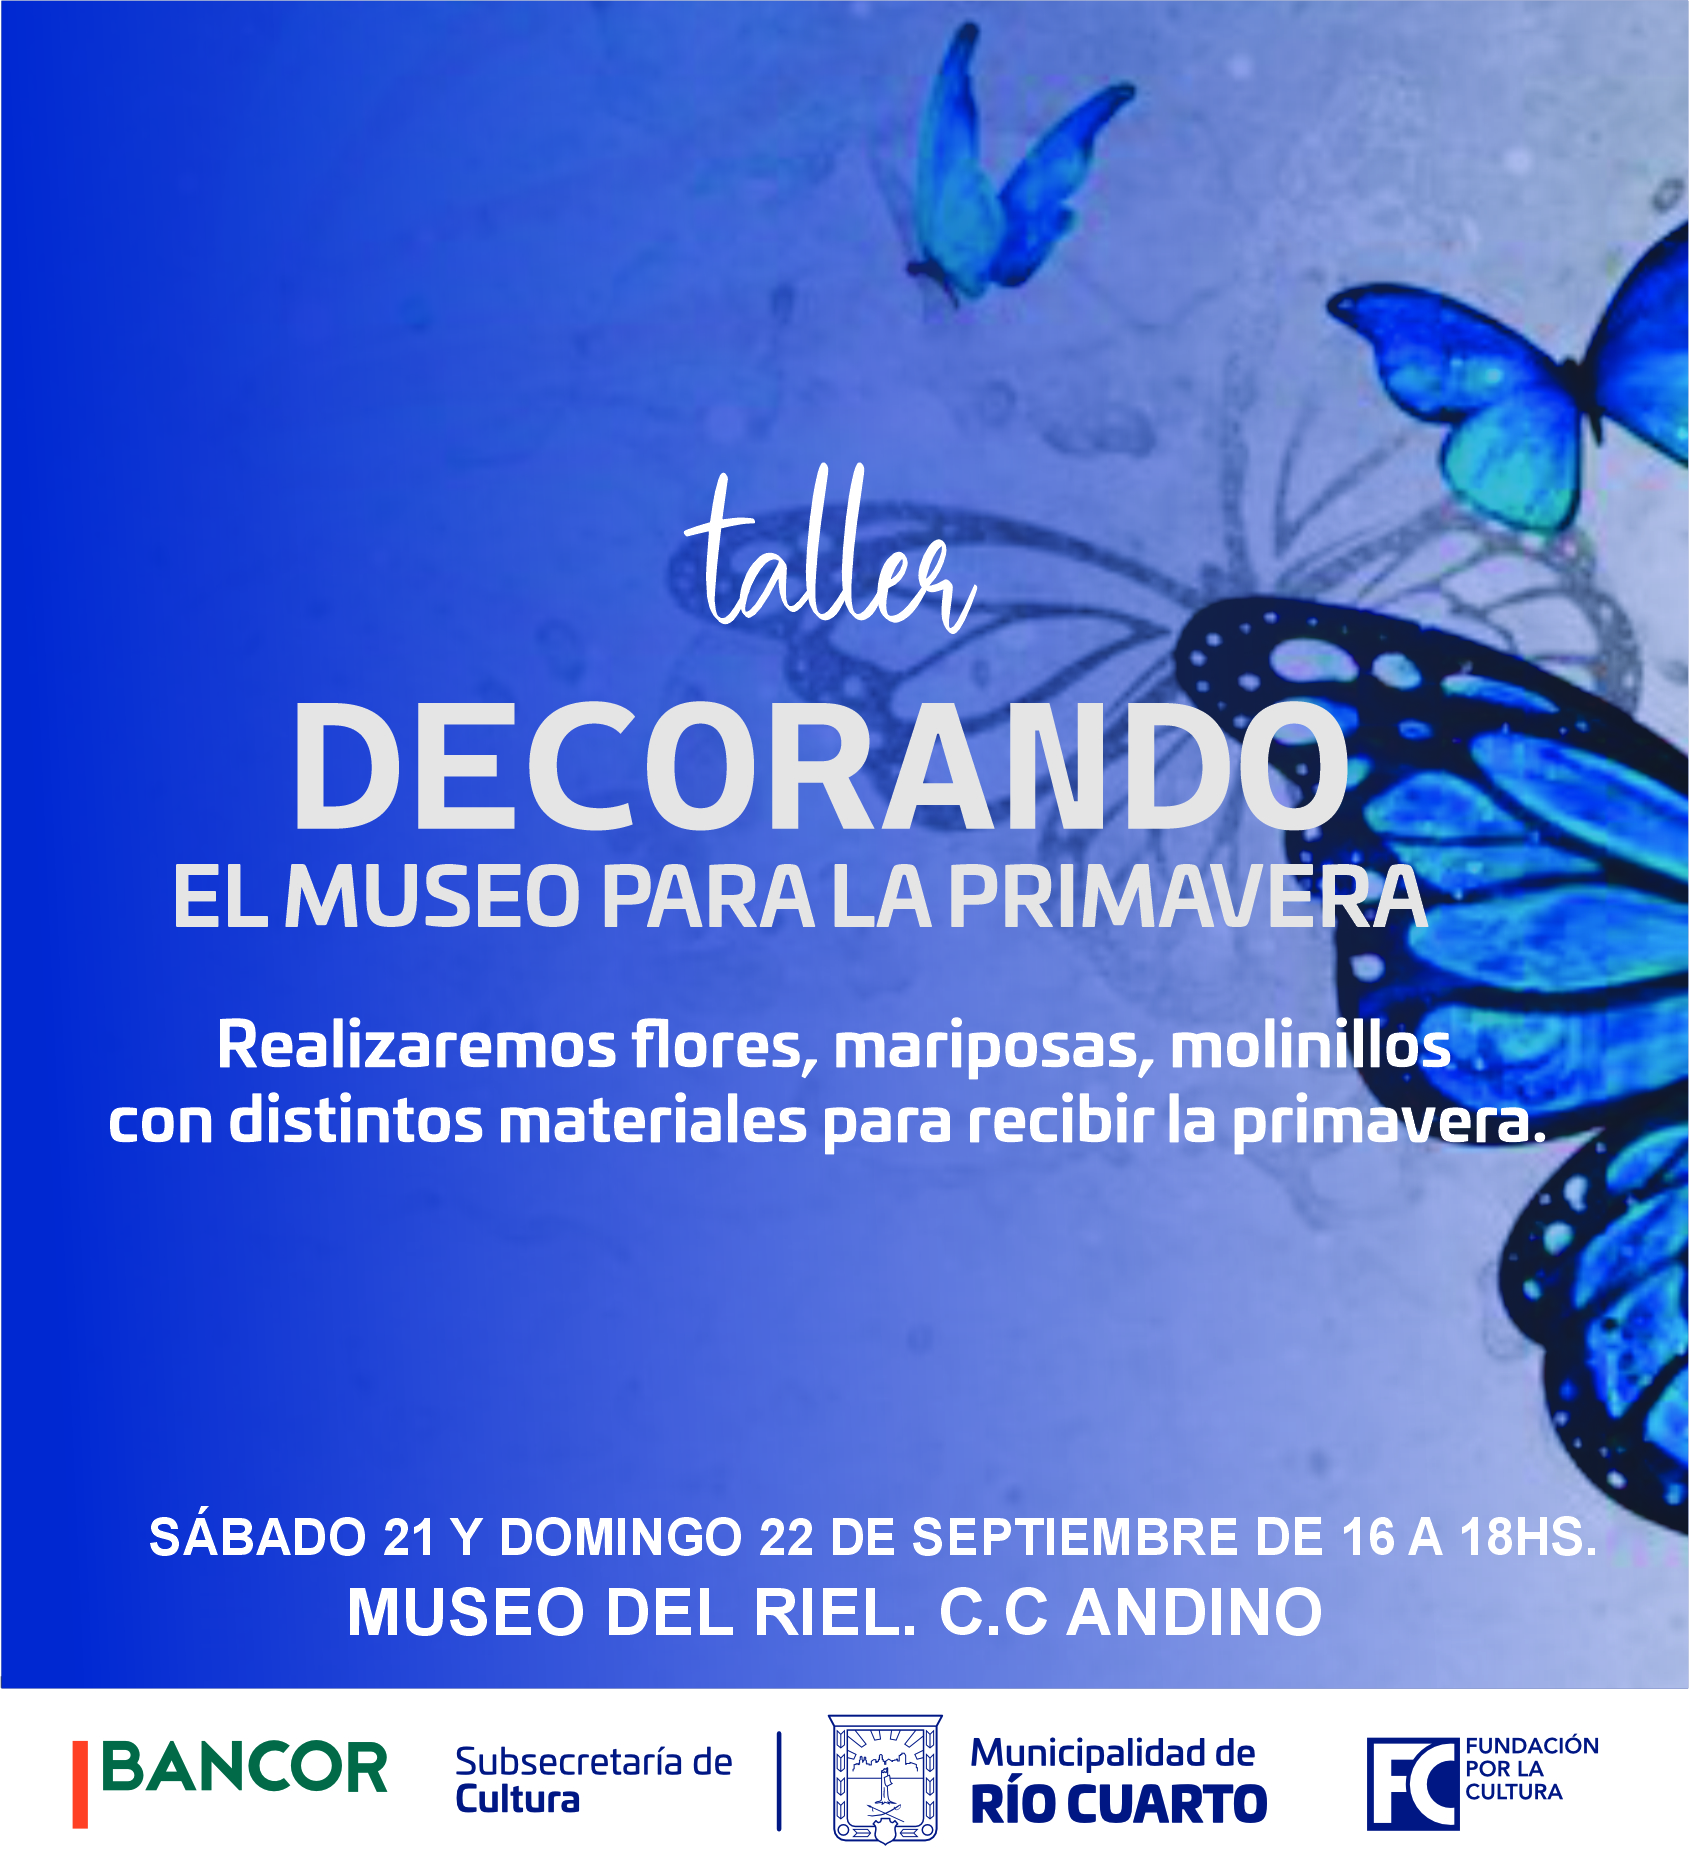 taller
DECORANDO
EL MUSEO PARA LA PRIMAVERA
Realizaremos flores, mariposas, molinillos
con distintos materiales para recibir la primavera.
SÁBADO 21 Y DOMINGO 22 DE SEPTIEMBRE DE 16 A 18HS.
MUSEO DEL RIEL. C.C ANDINO
BANCOR
Subsecretaría de
Cultura
Municipalidad de
RÍO CUARTO
FC
FUNDACIÓN
POR LA
CULTURA